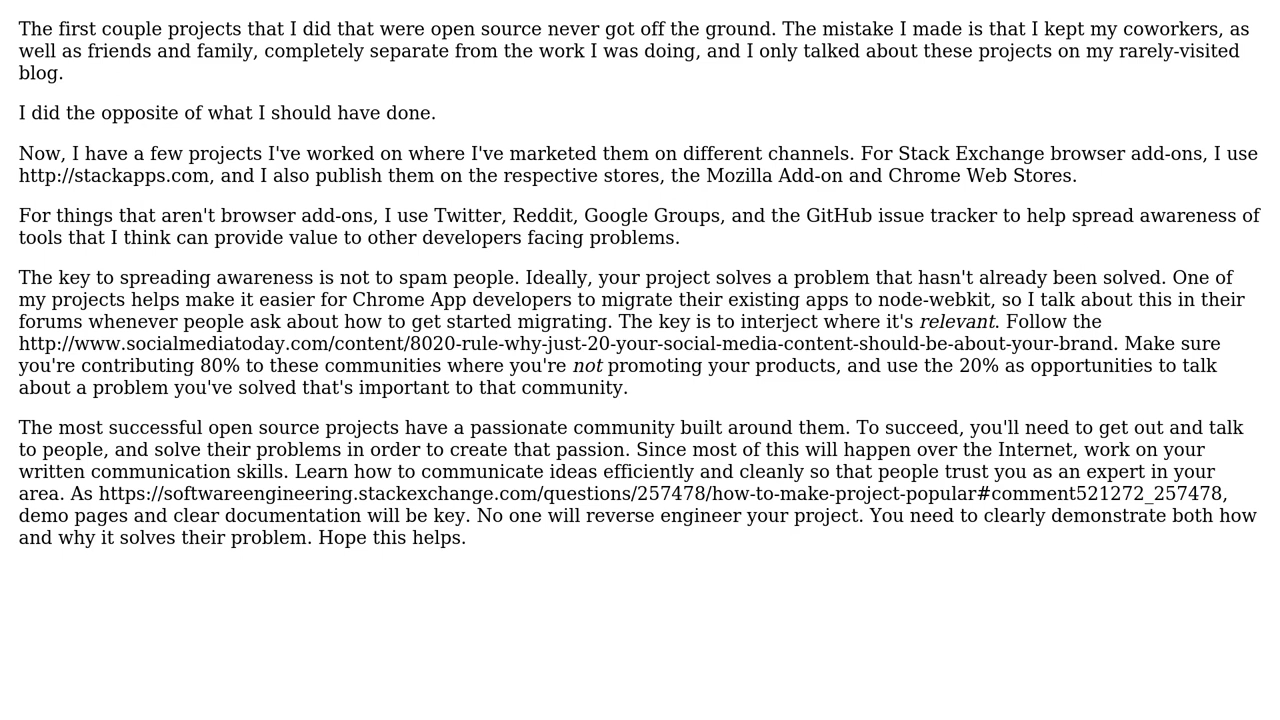 The first couple projects that I did that were open source never got off the ground. The mistake I made is that I kept my coworkers, as
well as friends and family, completely separate from the work I was doing, and I only talked about these projects on my rarely-visited
blog.
I did the opposite of what I should have done.
Now, I have a few projects I've worked on where I've marketed them on different channels. For Stack Exchange browser add-ons, I use
http://stackapps.com, and I also publish them on the respective stores, the Mozilla Add-on and Chrome Web Stores.
For things that aren't browser add-ons, I use Twitter, Reddit, Google Groups, and the GitHub issue tracker to help spread awareness of
tools that I think can provide value to other developers facing problems.
The key to spreading awareness is not to spam people. Ideally, your project solves a problem that hasn't already been solved. One of
my projects helps make it easier for Chrome App developers to migrate their existing apps to node-webkit, so I talk about this in their
forums whenever people ask about how to get started migrating. The key is to interject where it's relevant. Follow the
http://www.socialmediatoday.com/content/8020-rule-why-just-20-your-social-media-content-should-be-about-your-brand. Make sure
you're contributing 80% to these communities where you're not promoting your products, and use the 20% as opportunities to talk
about a problem you've solved that's important to that community.
The most successful open source projects have a passionate community built around them. To succeed, you'll need to get out and talk
to people, and solve their problems in order to create that passion. Since most of this will happen over the Internet, work on your
written communication skills. Learn how to communicate ideas efficiently and cleanly so that people trust you as an expert in your
area. As https://softwareengineering.stackexchange.com/questions/257478/how-to-make-project-popular#comment521272_257478,
demo pages and clear documentation will be key. No one will reverse engineer your project. You need to clearly demonstrate both how
and why it solves their problem. Hope this helps.